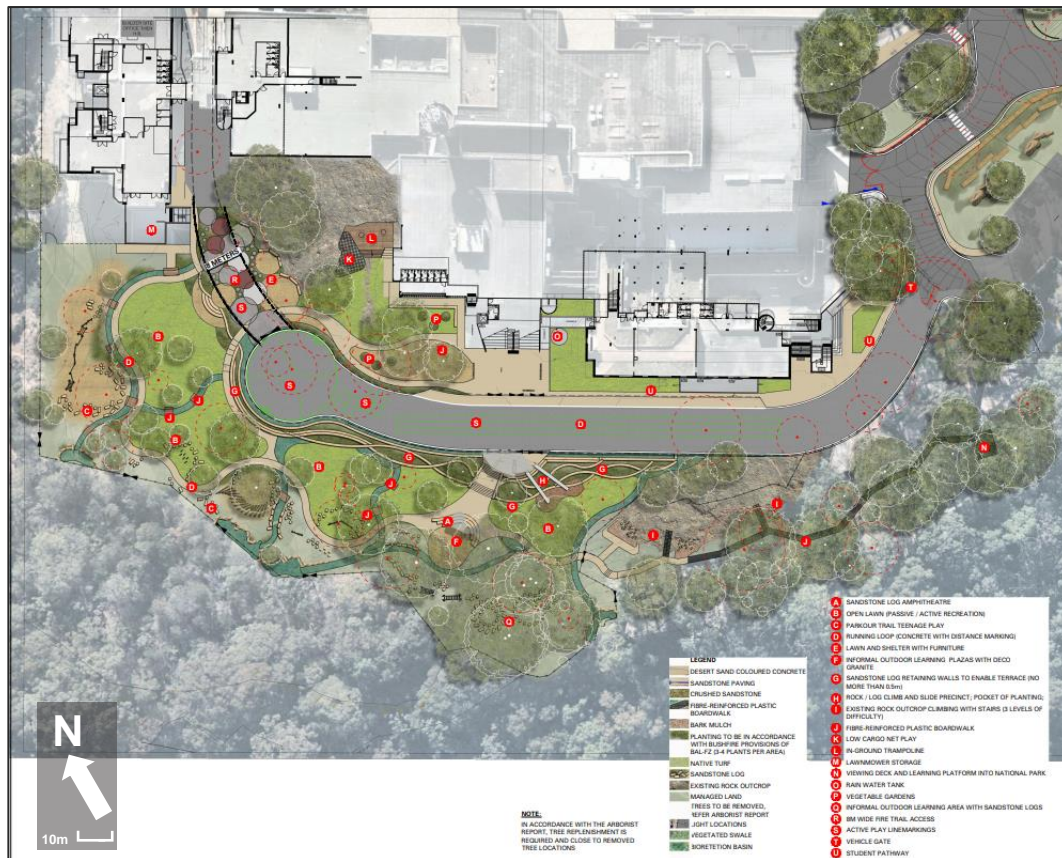 BUILDER SITE
M
L
K
8 METERS
R
E
S
B
P
J
P
O
T
U
U
D
G
J
S
S
S
D
C
J
B
N
G
B
J
G
H
D
G
I
C
J
A
B
I
F
J
Q
N
10m
LEGEND
DESERT SAND COLOURED CONCRETE
SANDSTONE PAVING
CRUSHED SANDSTONE
FIBRE-REINFORCED PLASTIC
BOARDWALK
BARK MULCH
PLANTING TO BE IN ACCORDANCE
WITH BUSHFIRE PROVISIONS OF
BAL-FZ (3-4 PLANTS PER AREA)
NATIVE TURF
SANDSTONE LOG
EXISTING ROCK OUTCROP
MANAGED LAND
TREES TO BE REMOVED,
REFER ARBORIST REPORT
LIGHT LOCATIONS
VEGETATED SWALE
BIORETETION BASIN
NOTE:
IN ACCORDANCE WITH THE ARBORIST
REPORT, TREE REPLENISHMENT IS
REQUIRED AND CLOSE TO REMOVED
TREE LOCATIONS
A SANDSTONE LOG AMPHITHEATRE
B OPEN LAWN (PASSIVE / ACTIVE RECREATION)
C PARKOUR TRAIL TEENAGE PLAY
D RUNNING LOOP (CONCRETE WITH DISTANCE MARKING)
E LAWN AND SHELTER WITH FURNITURE
F INFORMAL OUTDOOR LEARNING PLAZAS WITH DECO
GRANITE
G SANDSTONE LOG RETAINING WALLS TO ENABLE TERRACE (NO
MORE THAN 0.5m)
H ROCK / LOG CLIMB AND SLIDE PRECINCT; POCKET OF PLANTING;
I EXISTING ROCK OUTCROP CLIMBING WITH STAIRS (3 LEVELS OF
DIFFICULTY)
J FIBRE-REINFORCED PLASTIC BOARDWALK
K LOW CARGO NET PLAY
L IN-GROUND TRAMPOLINE
M LAWNMOWER STORAGE
N VIEWING DECK AND LEARNING PLATFORM INTO NATIONAL PARK
O RAIN WATER TANK
P VEGETABLE GARDENS
Q INFORMAL OUTDOOR LEARNING AREA WITH SANDSTONE LOGS
R 8M WIDE FIRE TRAIL ACCESS
S ACTIVE PLAY LINEMARKINGS
T VEHICLE GATE
U STUDENT PATHWAY